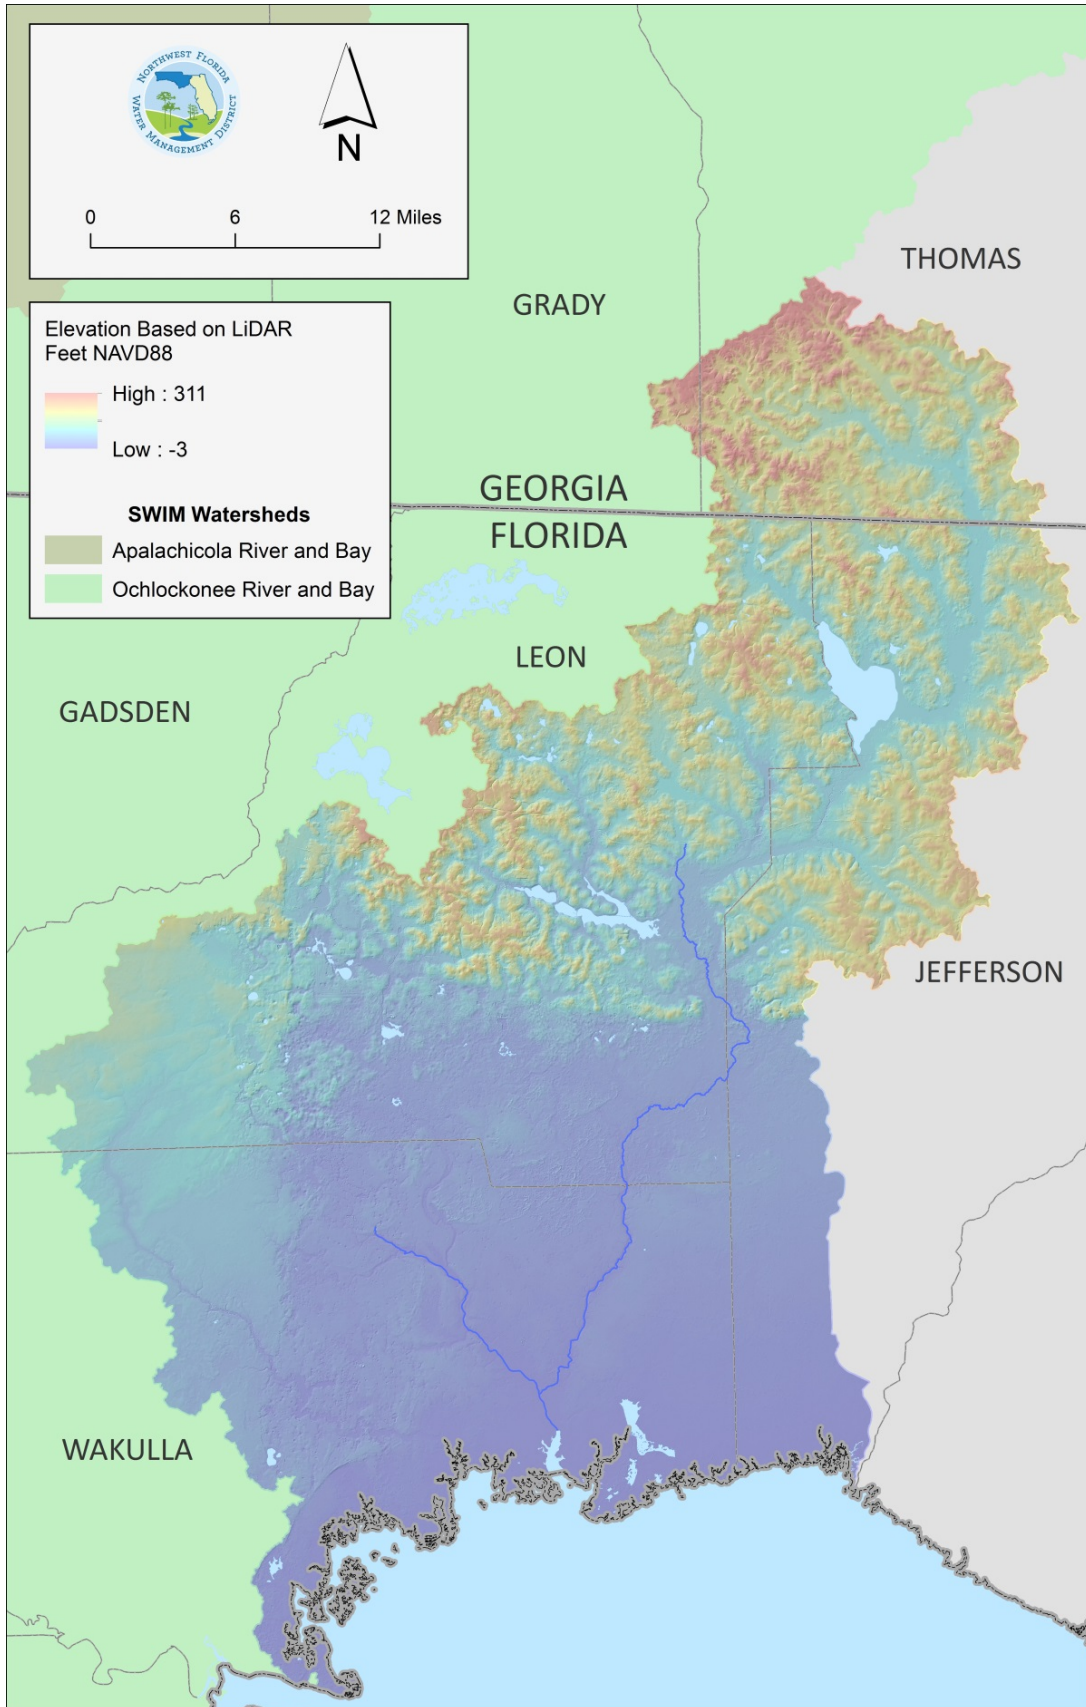 NORTHWEST FLORIDA
WATER MANAGEMENT DISTRICT
N
0 6 12 Miles
Elevation Based on LiDAR
Feet NAVD88
High : 311
Low : -3
SWIM Watersheds
Apalachicola River and Bay
Ochlockonee River and Bay
THOMAS
GRADY
GEORGIA
FLORIDA
LEON
GADSDEN
JEFFERSON
WAKULLA